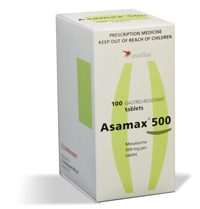 PRESCRIPTION MEDICINE
KEEP OUT OF REACH OF CHILDREN
astellas
100 GASTRO-RESISTANT
tablets
Asamax® 500
Mesalazine
500 mg per
tablet